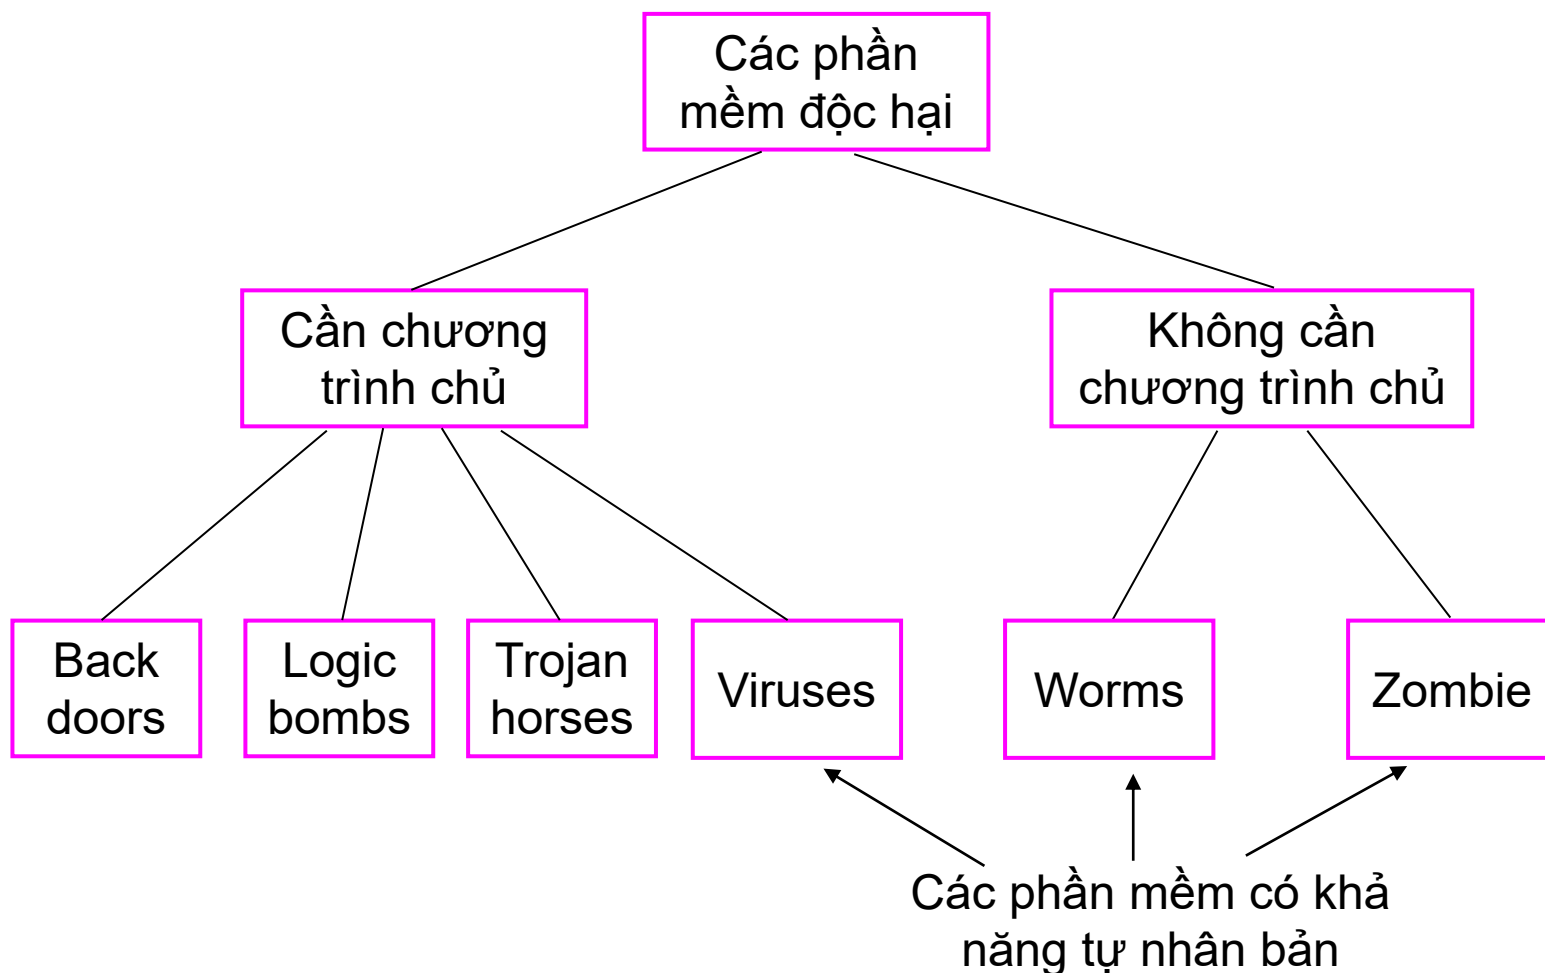 Các phần
mềm độc hại
Cần chương
trình chủ
Không cần
chương trình chủ
Back
doors
Logic
bombs
Trojan
horses
Viruses
Worms
Zombie
Các phần mềm có khả
năng tự nhân bản